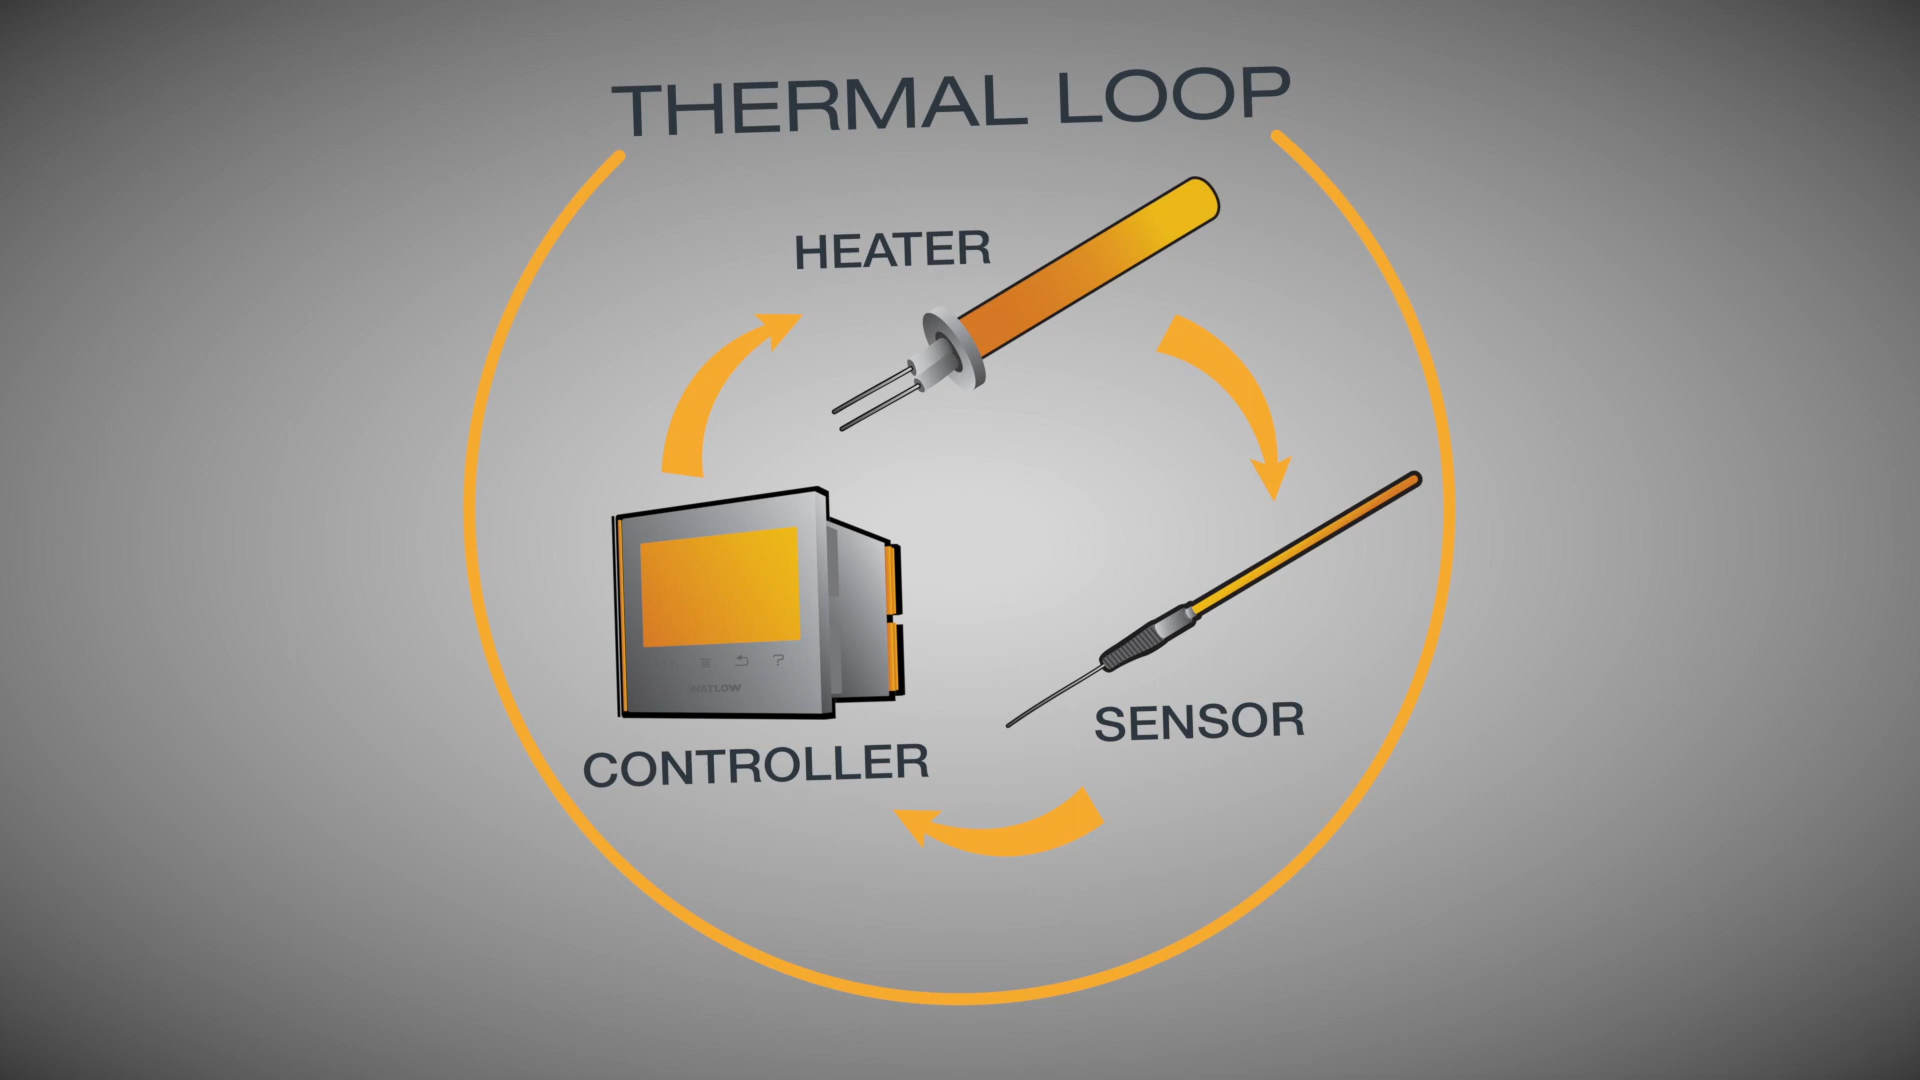 THERMAL LOOP
HEATER
?
WATLOW
SENSOR
CONTROLLER